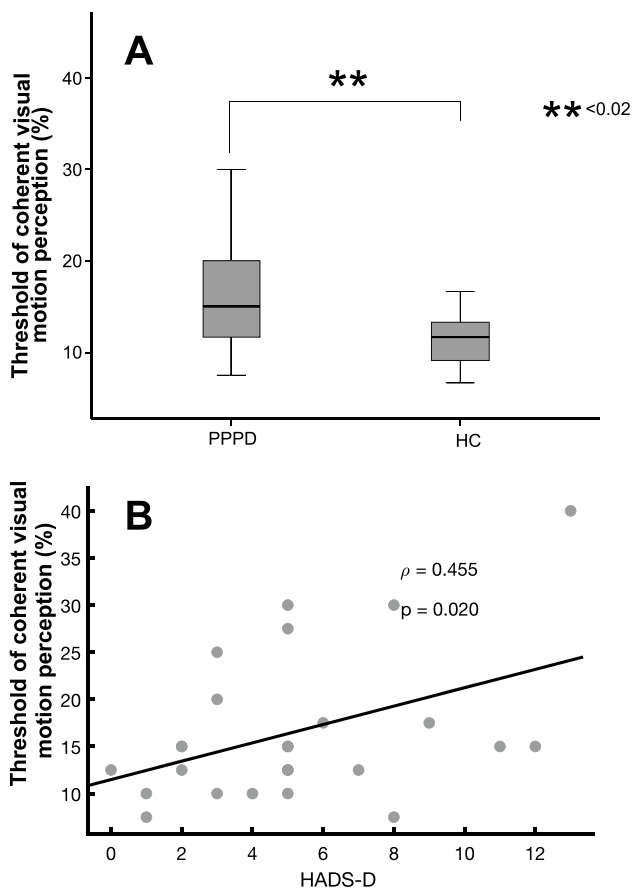 A
Threshold of coherent visual
motion perception (%)
40
30
20
10
**
**<0.02
PPPD
HC
B
Threshold of coherent visual
motion perception (%)
40
35
30
25
20
15
10
ρ = 0.455
p = 0.020
0 2 4 6 8 10 12
HADS-D